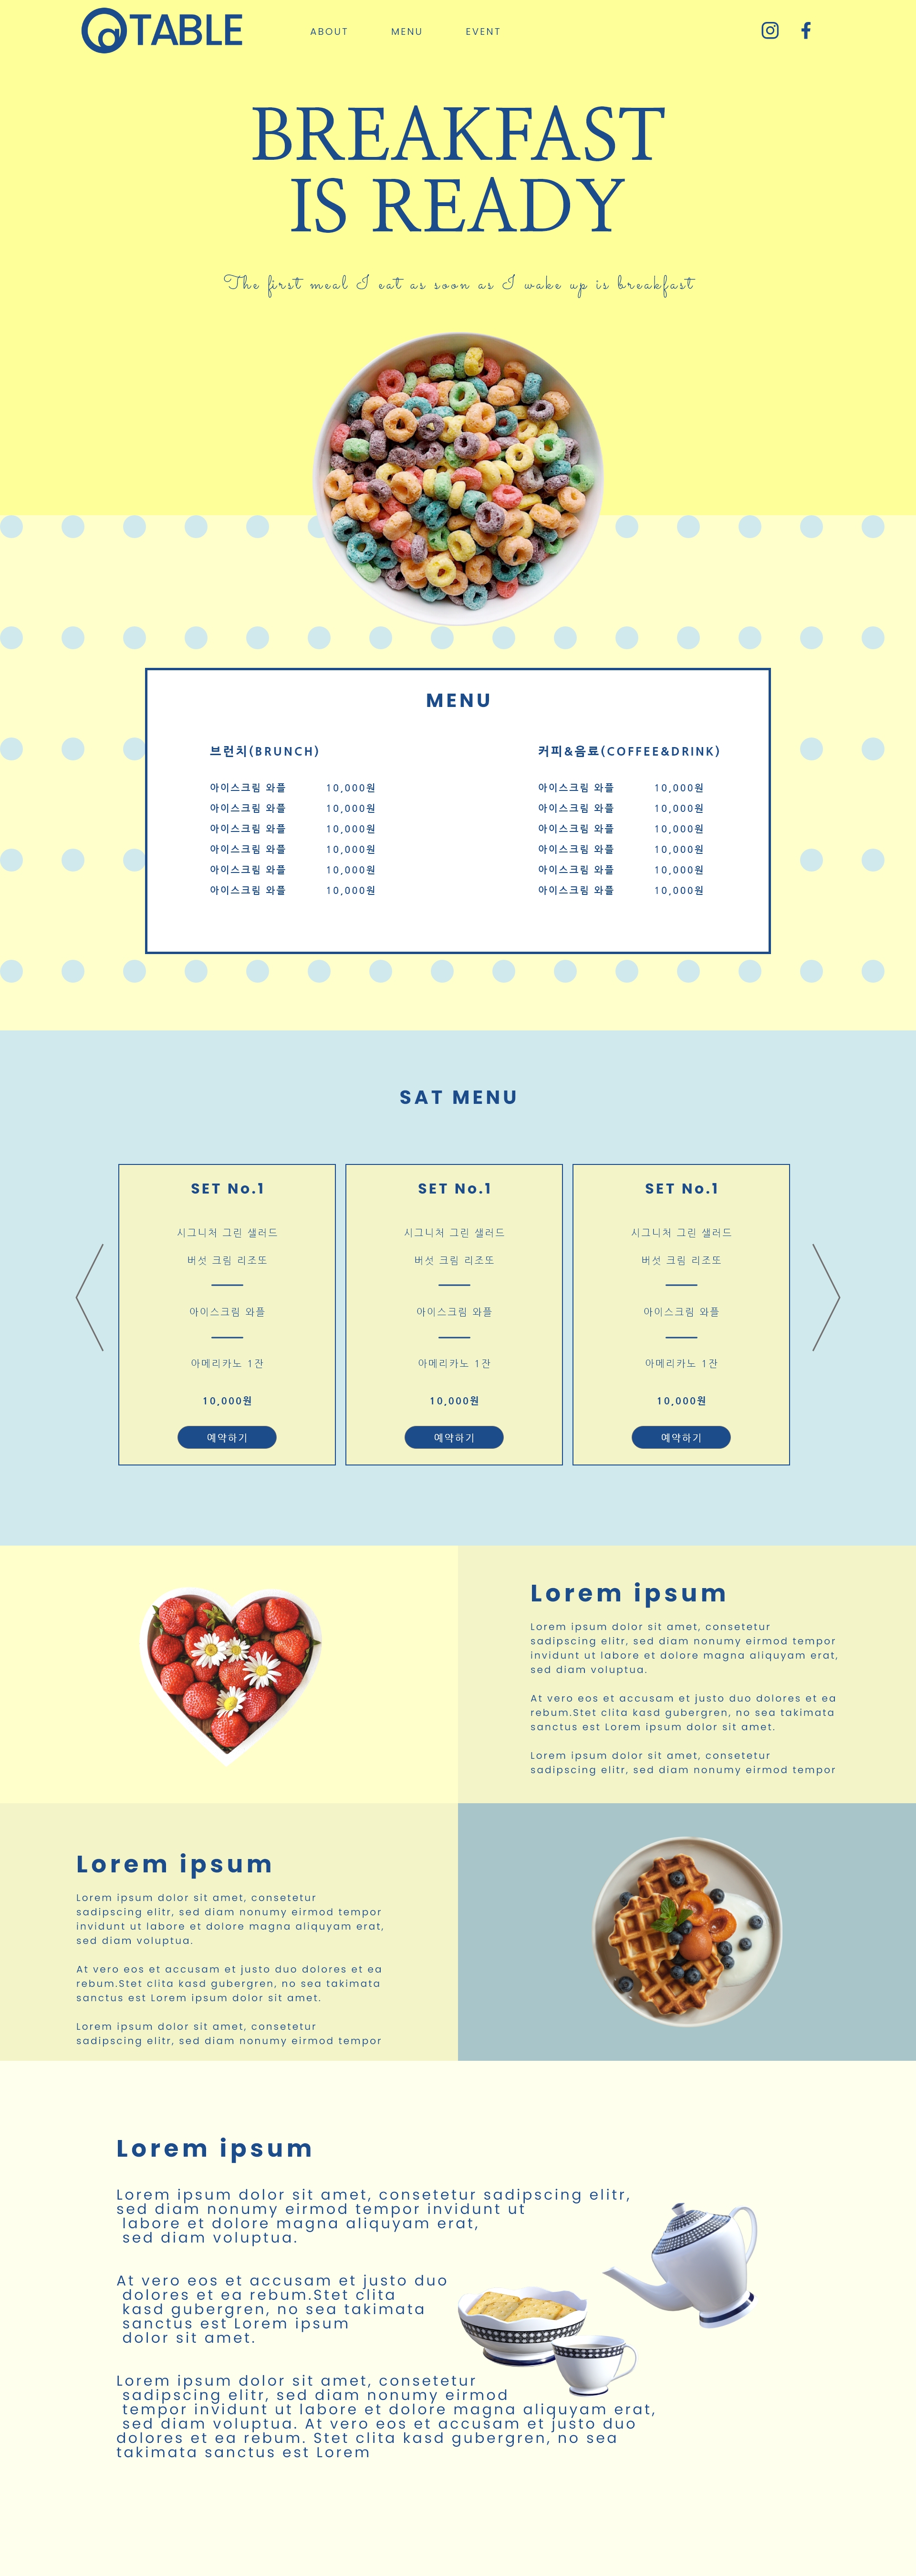 @TABLE
ABOUT MENU EVENT
BREAKFAST
IS READY
The first meal I eat as soon as I wake up is breakfast
MENU
브런치(BRUNCH)
아이스크림 와플 10,000원
아이스크림 와플 10,000원
아이스크림 와플 10,000원
아이스크림 와플 10,000원
아이스크림 와플 10,000원
아이스크림 와플 10,000원
커피&음료(COFFEE&DRINK)
아이스크림 와플 10,000원
아이스크림 와플 10,000원
아이스크림 와플 10,000원
아이스크림 와플 10,000원
아이스크림 와플 10,000원
아이스크림 와플 10,000원
SAT MENU
SET No.1
시그니처 그린 샐러드
버섯 크림 리조또
아이스크림 와플
아메리카노 1잔
10,000원
예약하기
SET No.1
시그니처 그린 샐러드
버섯 크림 리조또
아이스크림 와플
아메리카노 1잔
10,000원
예약하기
SET No.1
시그니처 그린 샐러드
버섯 크림 리조또
아이스크림 와플
아메리카노 1잔
10,000원
예약하기
Lorem ipsum
Lorem ipsum dolor sit amet, consetetur
sadipscing elitr, sed diam nonumy eirmod tempor
invidunt ut labore et dolore magna aliquyam erat,
sed diam voluptua.
At vero eos et accusam et justo duo dolores et ea
rebum.Stet clita kasd gubergren, no sea takimata
sanctus est Lorem ipsum dolor sit amet.
Lorem ipsum dolor sit amet, consetetur
sadipscing elitr, sed diam nonumy eirmod tempor
Lorem ipsum
Lorem ipsum dolor sit amet, consetetur
sadipscing elitr, sed diam nonumy eirmod tempor
invidunt ut labore et dolore magna aliquyam erat,
sed diam voluptua.
At vero eos et accusam et justo duo dolores et ea
rebum.Stet clita kasd gubergren, no sea takimata
sanctus est Lorem ipsum dolor sit amet.
Lorem ipsum dolor sit amet, consetetur
sadipscing elitr, sed diam nonumy eirmod tempor
Lorem ipsum
Lorem ipsum dolor sit amet, consetetur sadipscing elitr,
sed diam nonumy eirmod tempor invidunt ut
labore et dolore magna aliquyam erat,
sed diam voluptua.
At vero eos et accusam et justo duo
dolores et ea rebum.Stet clita
kasd gubergren, no sea takimata
sanctus est Lorem ipsum
dolor sit amet.
Lorem ipsum dolor sit amet, consetetur
sadipscing elitr, sed diam nonumy eirmod
tempor invidunt ut labore et dolore magna aliquyam erat,
sed diam voluptua. At vero eos et accusam et justo duo
dolores et ea rebum. Stet clita kasd gubergren, no sea
takimata sanctus est Lorem